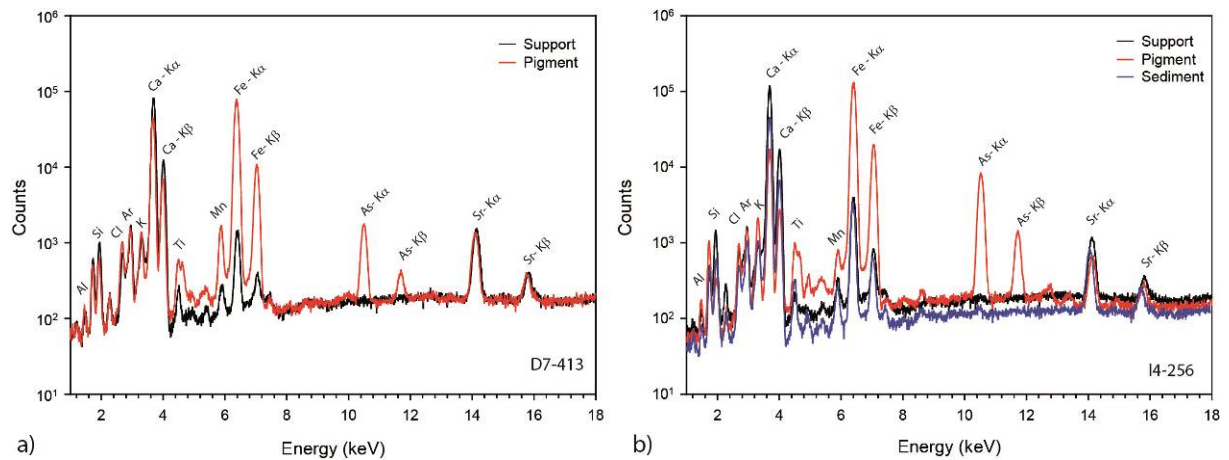 10⁶
10⁵
10⁴
10³
10²
10¹
Counts
Support
Pigment
Al
Si
Cl
Ar
K
Ca - Kα
Ca - Kβ
Ti
Mn
Fe - Kα
Fe- Kβ
As- Kα
As- Kβ
Sr- Kα
Sr- Kβ
D7-413
2 4 6 8 10 12 14 16 18
Energy (keV)
a)
10⁶
10⁵
10⁴
10³
10²
10¹
Counts
Support
Pigment
Sediment
Al
Si
Cl
Ar
K
Ca - Kα
Ca - Kβ
Ti
Mn
Fe - Kα
Fe- Kβ
As- Kα
As- Kβ
Sr- Kα
Sr- Kβ
I4-256
2 4 6 8 10 12 14 16 18
Energy (keV)
b)